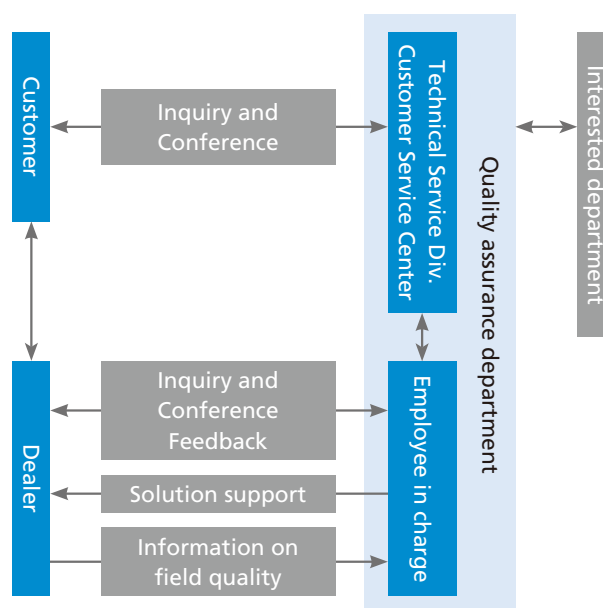 Customer
Inquiry and
Conference
Technical Service Div.
Customer Service Center
Quality assurance department
Interested department
Dealer
Inquiry and
Conference
Feedback
Solution support
Information on
field quality
Employee in charge